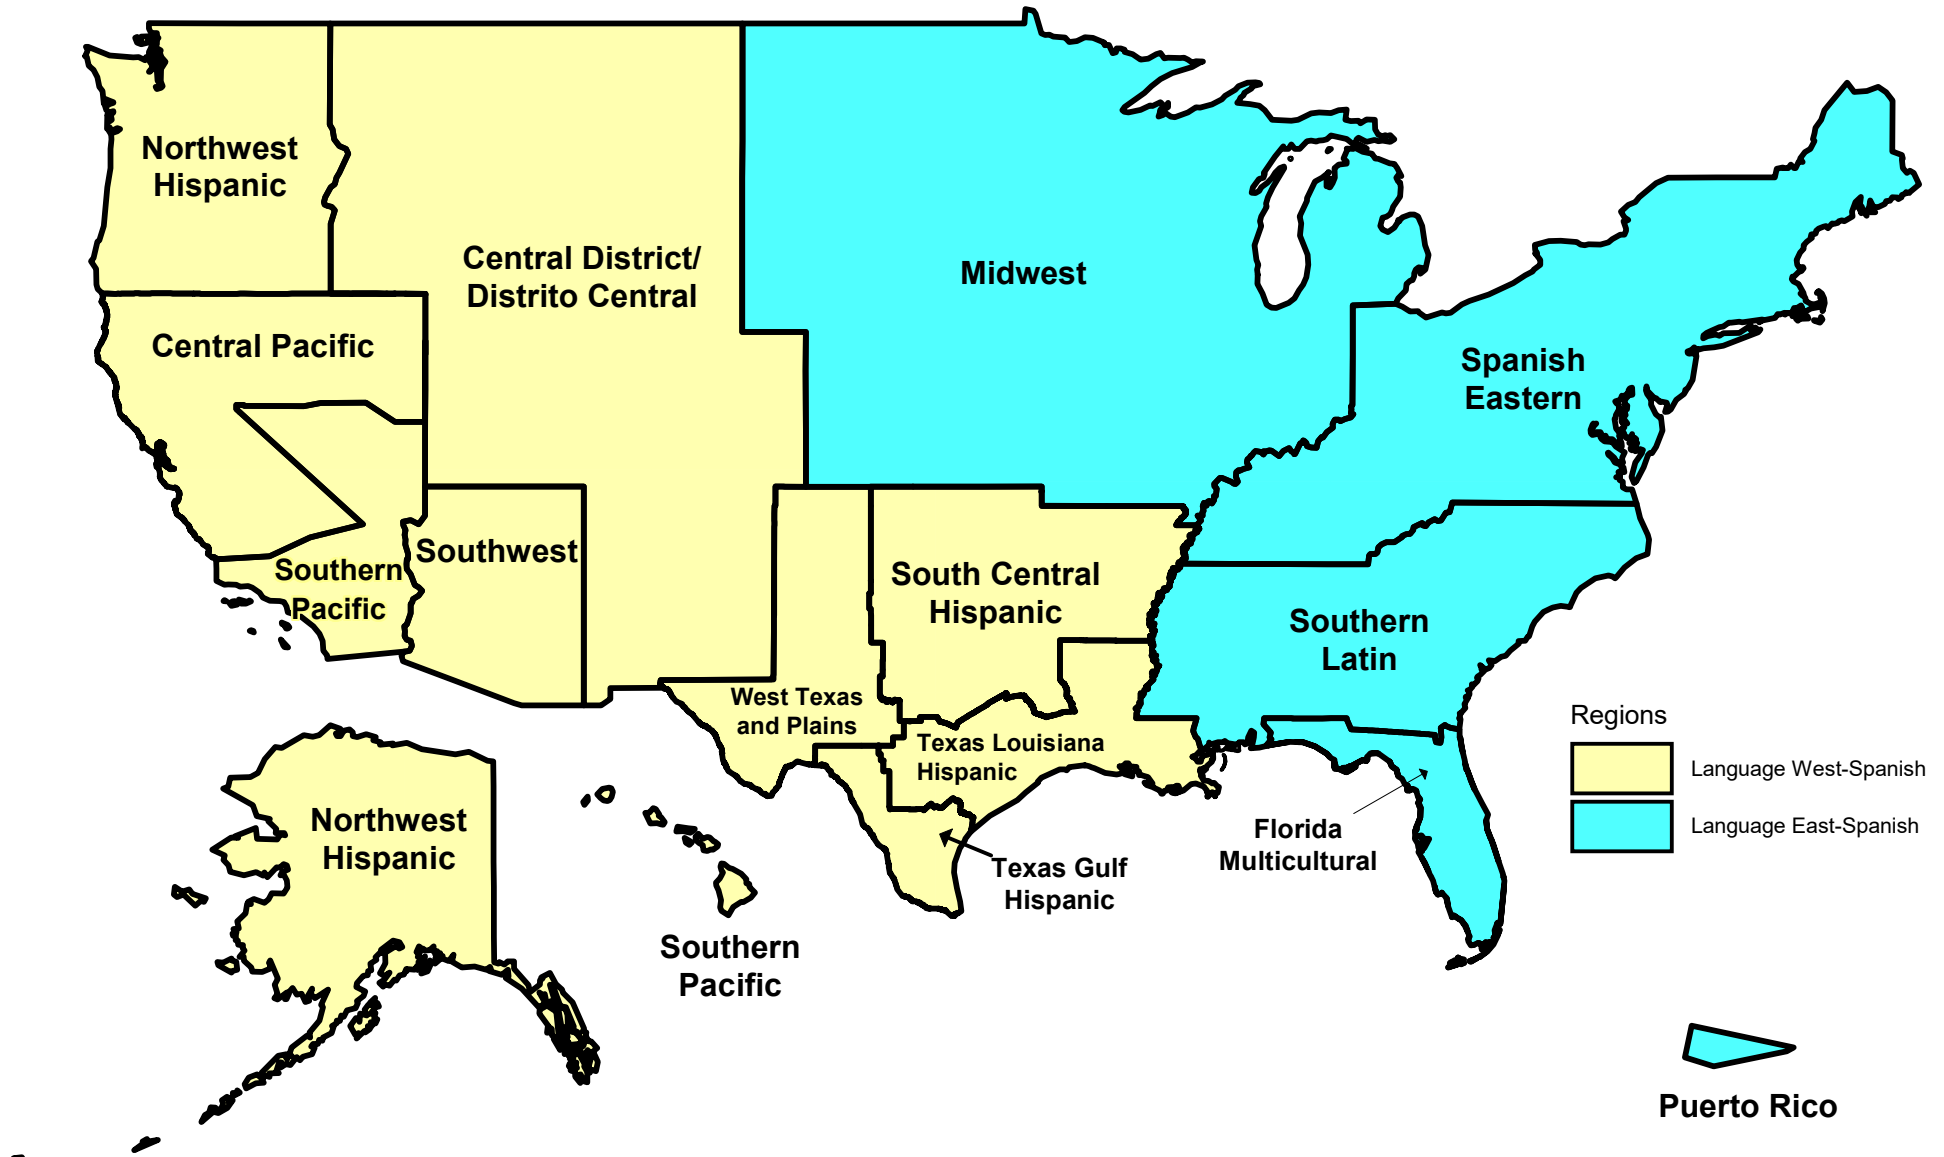 Northwest
Hispanic
Central District/
Distrito Central
Midwest
Central Pacific
Spanish
Eastern
Southwest
Southern
Pacific
South Central
Hispanic
Southern
Latin
West Texas
and Plains
Texas Louisiana
Hispanic
Regions
Language West-Spanish
Language East-Spanish
Northwest
Hispanic
Florida
Multicultural
Texas Gulf
Hispanic
Southern
Pacific
Puerto Rico